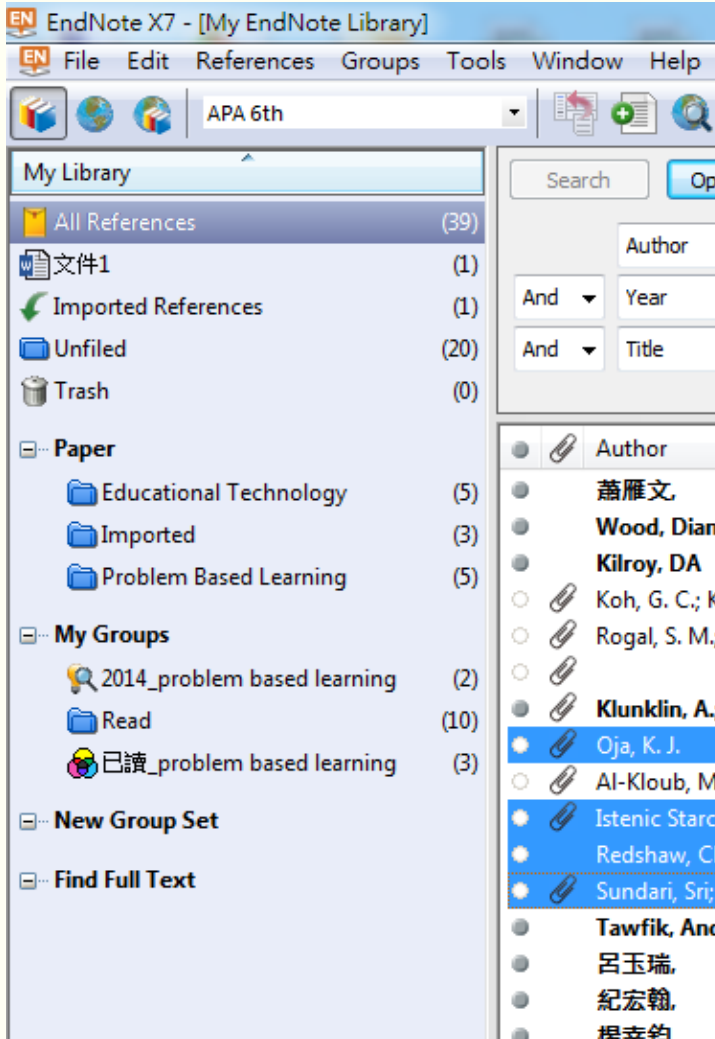 EndNote X7 - [My EndNote Library]
File Edit References Groups Tools Window Help
APA 6th
My Library
All References (39)
文件1 (1)
Imported References (1)
Unfiled (20)
Trash (0)
Paper
Educational Technology (5)
Imported (3)
Problem Based Learning (5)
My Groups
2014_problem based learning (2)
Read (10)
已讀_problem based learning (3)
New Group Set
Find Full Text
Search Op
Author
And Year
And Title
Author
蕭雁文,
Wood, Dian
Kilroy, DA
Koh, G. C.; K
Rogal, S. M.;
Klunklin, A.
Oja, K. J.
Al-Kloub, M
Istenic Starc
Redshaw, C
Sundari, Sri;
Tawfik, And
呂玉瑞,
紀宏翰,